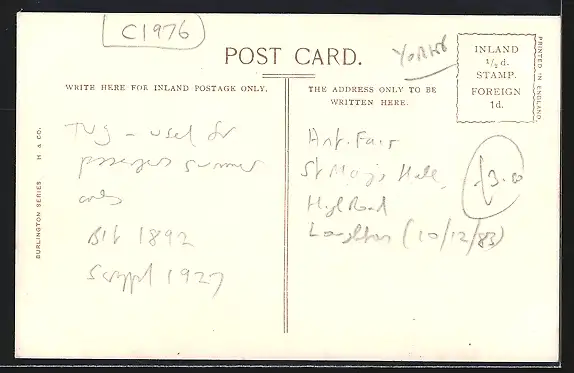 C1976
POST CARD.
YORKS
INLAND
1/2 d.
STAMP.
FOREIGN
1d.
PRINTED IN ENGLAND.
WRITE HERE FOR INLAND POSTAGE ONLY.
THE ADDRESS ONLY TO BE
WRITTEN HERE.
BURLINGTON SERIES H & CO.
TUG - used for
passengers summer
only
Blt 1892
Scrappd 1927
Ant. Fair
St Mary's Hall,
High Road
Loughton (10/12/83)
£3.00